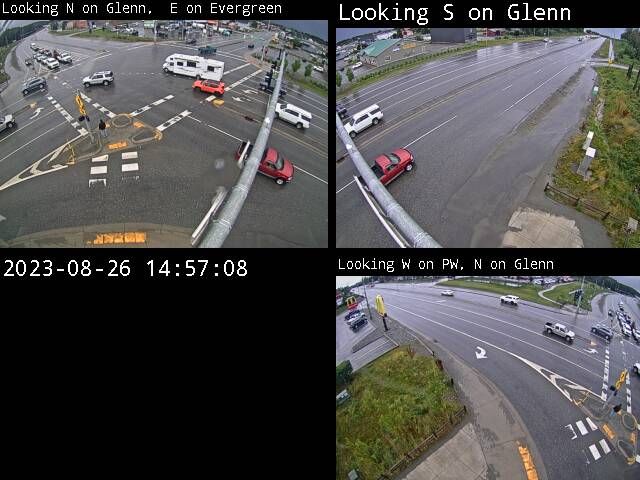 Looking N on Glenn,  E on Evergreen
Looking S on Glenn
2023-08-26 14:57:08
Looking W on PW, N on Glenn